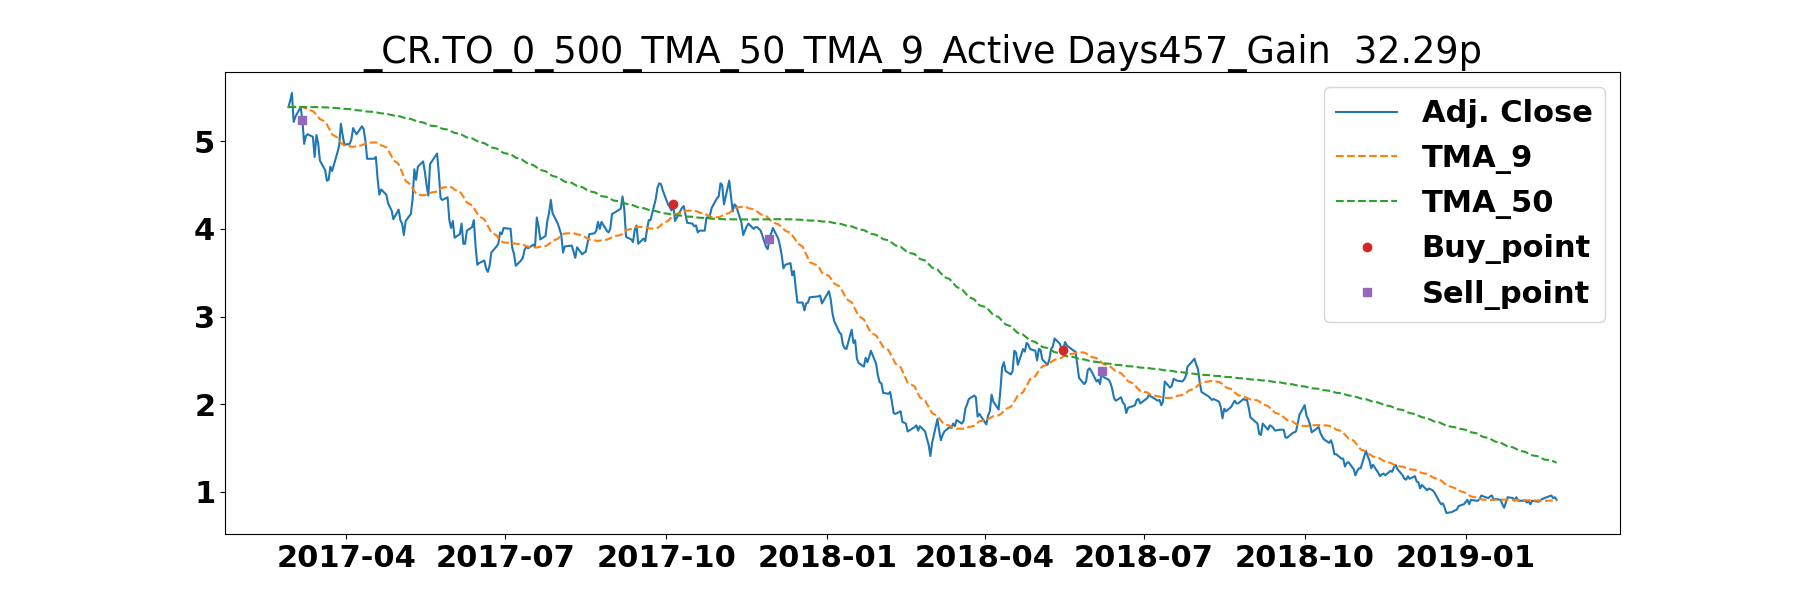 _CR.TO_0_500_TMA_50_TMA_9_Active Days457_Gain  32.29p
Adj. Close
TMA_9
TMA_50
Buy_point
Sell_point
5
4
3
2
1
2017-04 2017-07 2017-10 2018-01 2018-04 2018-07 2018-10 2019-01